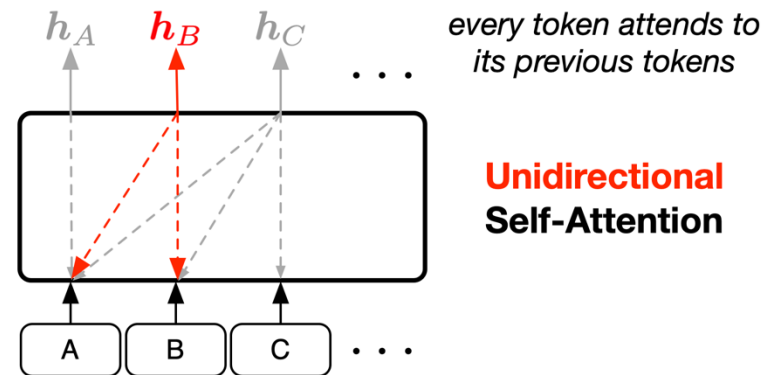 h_A h_B h_C
every token attends to
its previous tokens
. . .
Unidirectional
Self-Attention
A B C . . .